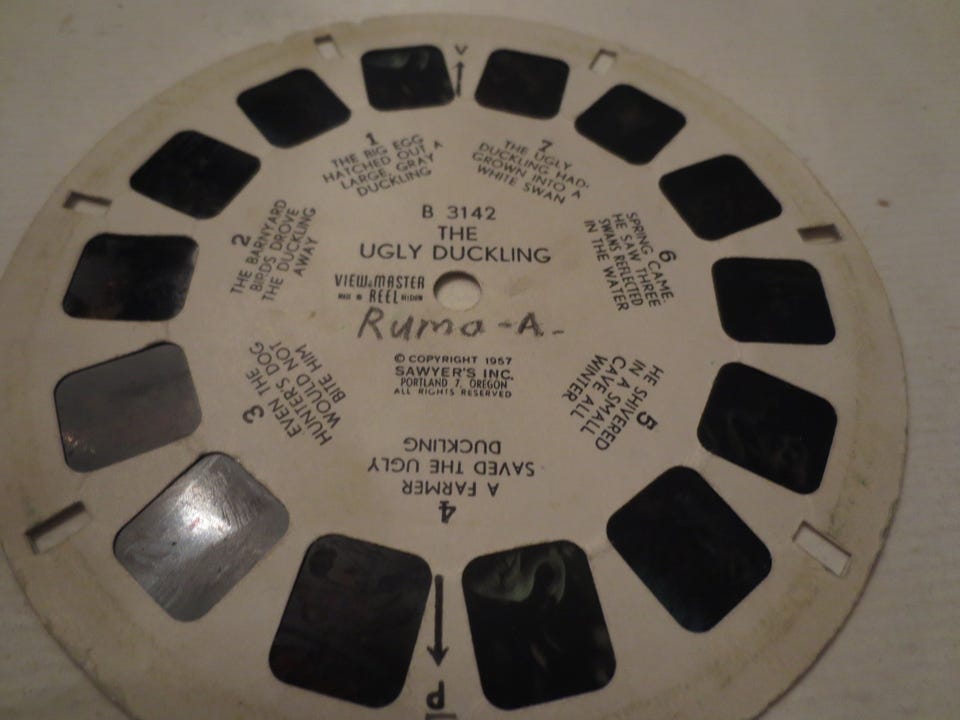 V
1
THE BIG EGG
HATCHED OUT A
LARGE, GRAY
DUCKLING
7
THE UGLY
DUCKLING HAD
GROWN INTO A
WHITE SWAN
B 3142
THE
UGLY DUCKLING
2
THE BARNYARD
BIRDS DROVE
THE DUCKLING
AWAY
6
SPRING CAME.
HE SAW THREE
SWANS REFLECTED
IN THE WATER
VIEW-MASTER
REEL
Ruma-A-
© COPYRIGHT 1957
SAWYER'S INC.
PORTLAND 7, OREGON
ALL RIGHTS RESERVED
3
EVEN THE
HUNTER'S DOG
WOULD NOT
BITE HIM
5
HE SHIVERED
IN A SMALL
CAVE ALL
WINTER
4
A FARMER
SAVED THE UGLY
DUCKLING
P